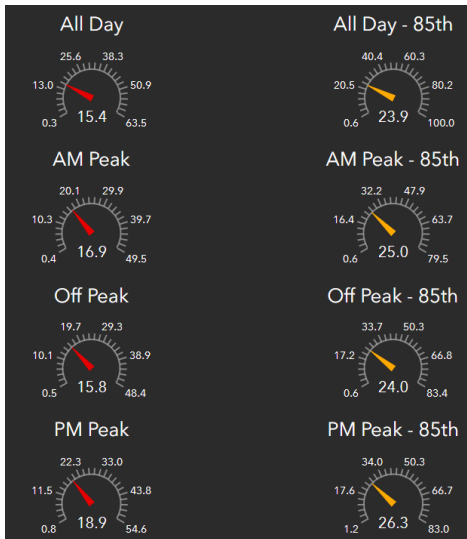 All Day
All Day - 85th
25.6 38.3
40.4 60.3
13.0 50.9
20.5 80.2
0.3 15.4 63.5
0.6 23.9 100.0
AM Peak
AM Peak - 85th
20.1 29.9
32.2 47.9
10.3 39.7
16.4 63.7
0.4 16.9 49.5
0.6 25.0 79.5
Off Peak
Off Peak - 85th
19.7 29.3
33.7 50.3
10.1 38.9
17.2 66.8
0.5 15.8 48.4
0.6 24.0 83.4
PM Peak
PM Peak - 85th
22.3 33.0
34.0 50.3
11.5 43.8
17.6 66.7
0.8 18.9 54.6
1.2 26.3 83.0